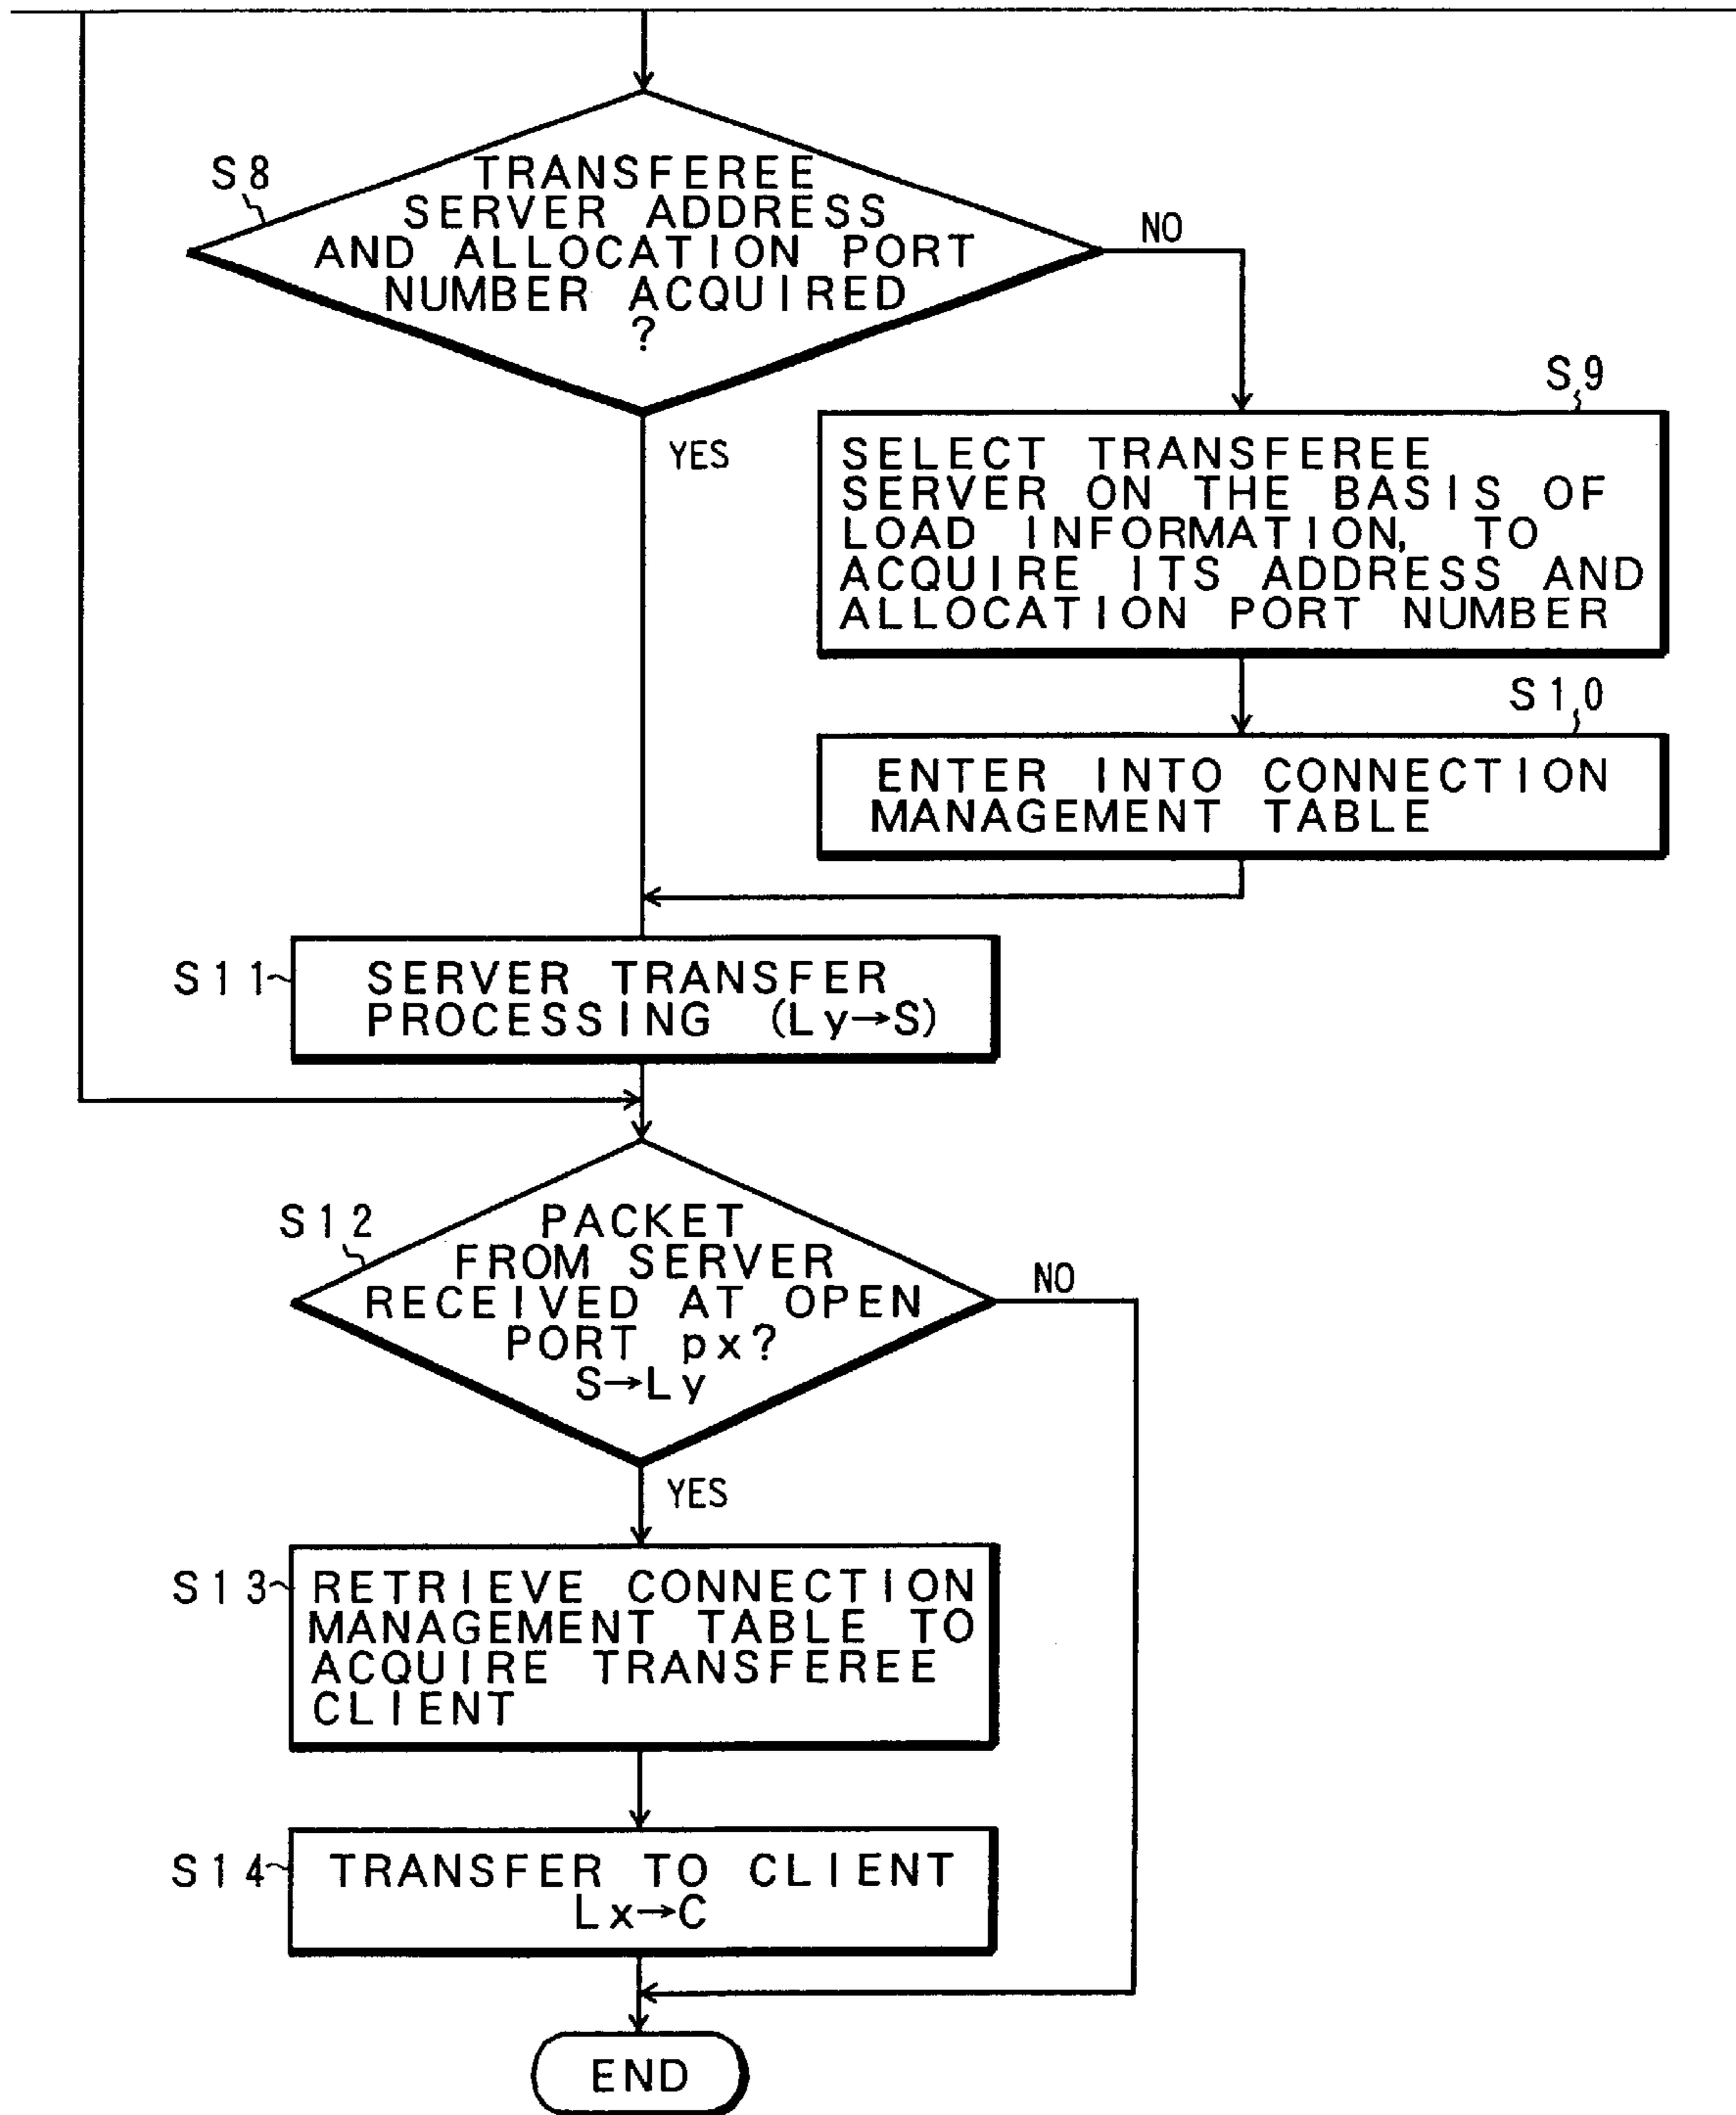 S8
TRANSFEREE
SERVER ADDRESS
AND ALLOCATION PORT
NUMBER ACQUIRED
?
NO
YES
S9
SELECT TRANSFEREE
SERVER ON THE BASIS OF
LOAD INFORMATION, TO
ACQUIRE ITS ADDRESS AND
ALLOCATION PORT NUMBER
S10
ENTER INTO CONNECTION
MANAGEMENT TABLE
S11
SERVER TRANSFER
PROCESSING (Ly→S)
S12
PACKET
FROM SERVER
RECEIVED AT OPEN
PORT px?
S→Ly
NO
YES
S13
RETRIEVE CONNECTION
MANAGEMENT TABLE TO
ACQUIRE TRANSFEREE
CLIENT
S14
TRANSFER TO CLIENT
Lx→C
END